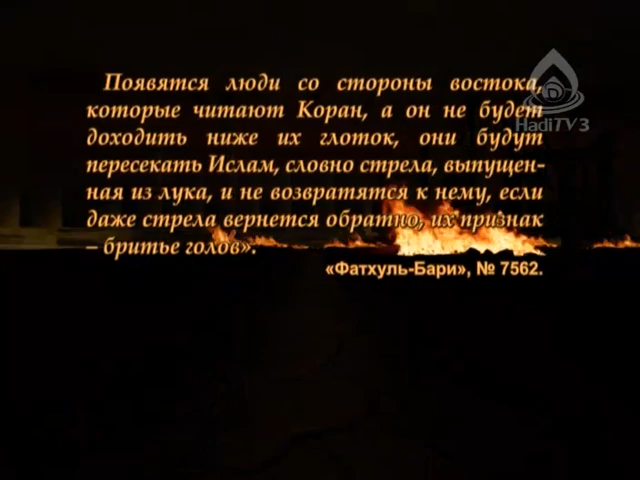 Появятся люди со стороны востока,
которые читают Коран, а он не будет
доходить ниже их глоток, они будут
пересекать Ислам, словно стрела, выпущен-
ная из лука, и не возвратятся к нему, если
даже стрела вернется обратно, их признак
– бритье голов».
«Фатхуль-Бари», № 7562.
HadiTV3